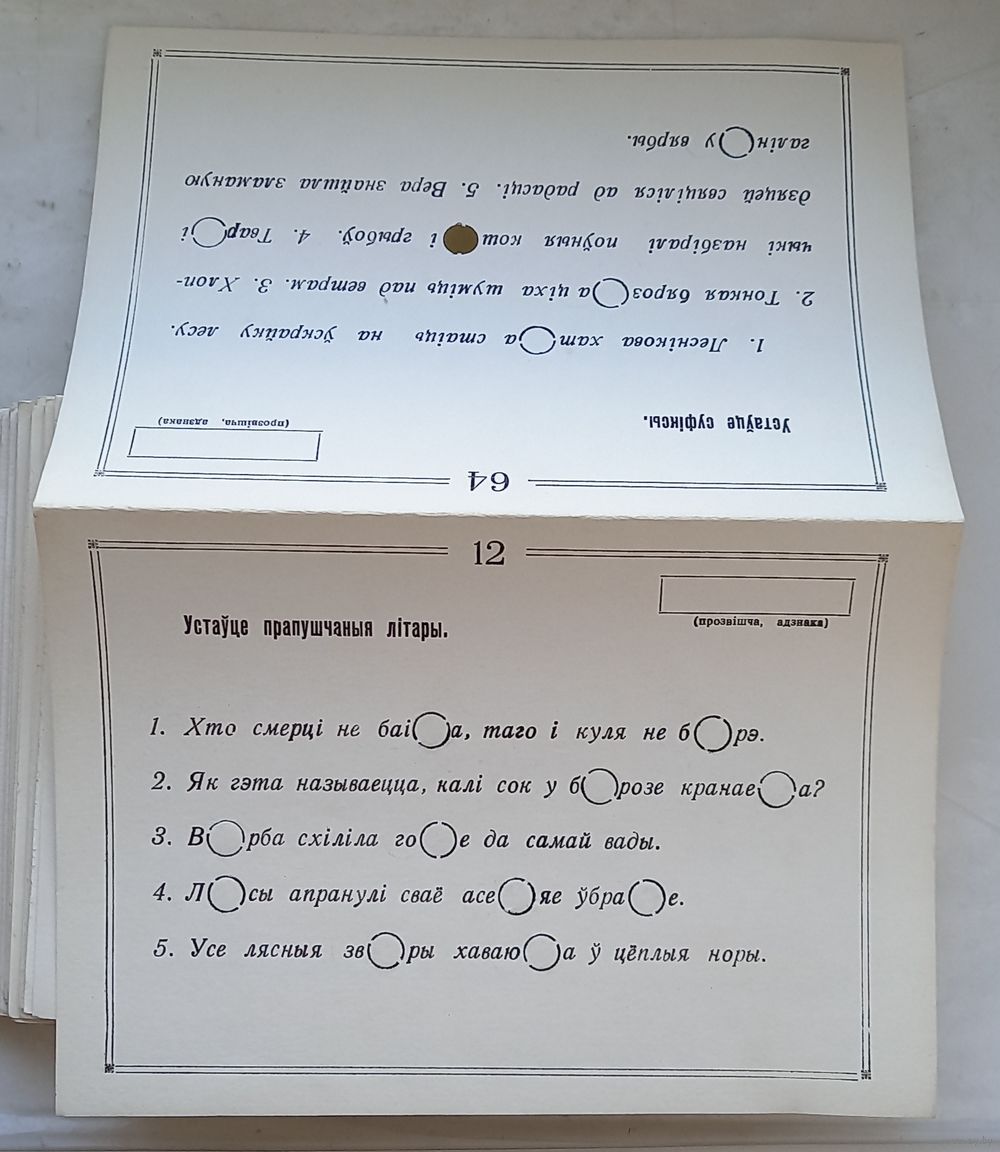 64
Устаўце суфіксы.
(прозвішча, адзнака)
1. Леснікова хат◯а стаіць на ўскрайку лесу.
2. Тонкая бяроз◯а ціха шуміць пад ветрам. 3. Хлоп-
чыкі назбіралі поўныя кош◯і грыбоў. 4. Твар◯і
дзяцей свяціліся ад радасці. 5. Вера знайшла зламаную
галін◯у вярбы.
12
Устаўце прапушчаныя літары.
(прозвішча, адзнака)
1. Хто смерці не баі◯а, таго і куля не б◯рэ.
2. Як гэта называецца, калі сок у б◯розе кранае◯а?
3. В◯рба схіліла го◯е да самай вады.
4. Л◯сы апранулі сваё асе◯яе ўбра◯е.
5. Усе лясныя зв◯ры хаваю◯а ў цёплыя норы.